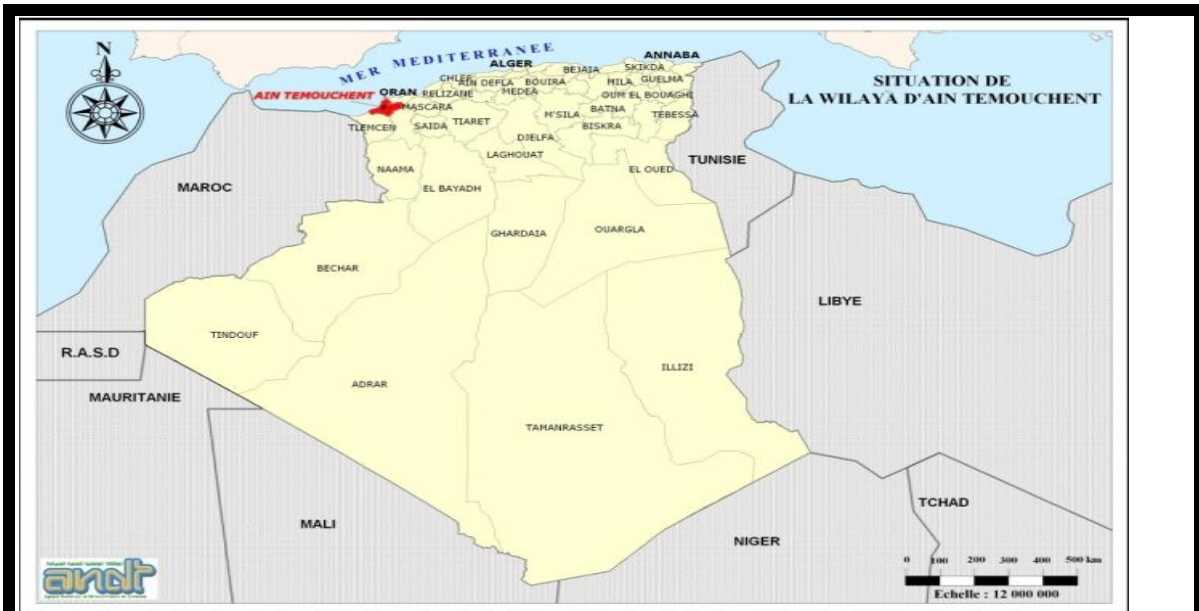 N
MER MEDITERRANEE
SITUATION DE
LA WILAYA D'AIN TEMOUCHENT
ALGER
ANNABA
BEJAIA
SKIKDA
CHLEF
AIN DEFLA
BOUIRA
MILA
GUELMA
AIN TEMOUCHENT
ORAN
RELIZANE
MEDEA
OUM EL BOUAGHI
MASCARA
M'SILA
BATNA
TEBESSA
TLEMCEN
SAIDA
TIARET
BISKRA
DJELFA
LAGHOUAT
TUNISIE
NAAMA
EL OUED
MAROC
EL BAYADH
GHARDAIA
OUARGLA
BECHAR
LIBYE
TINDOUF
R.A.S.D
ILLIZI
ADRAR
MAURITANIE
TAMANRASSET
TCHAD
MALI
NIGER
0 100 200 300 400 500 km
Echelle : 12 000 000
andt